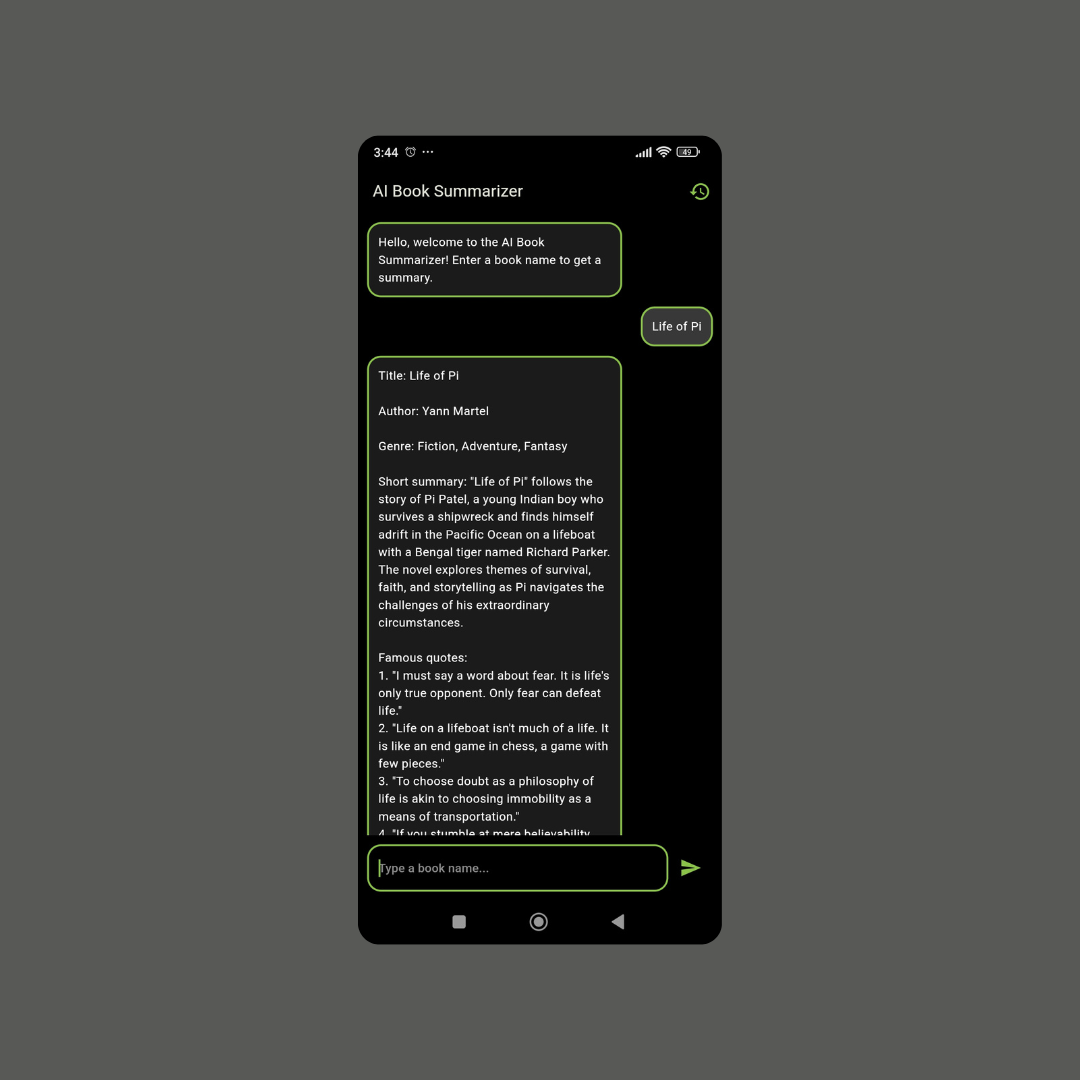 3:44
49
AI Book Summarizer
Hello, welcome to the AI Book
Summarizer! Enter a book name to get a
summary.
Life of Pi
Title: Life of Pi
Author: Yann Martel
Genre: Fiction, Adventure, Fantasy
Short summary: "Life of Pi" follows the
story of Pi Patel, a young Indian boy who
survives a shipwreck and finds himself
adrift in the Pacific Ocean on a lifeboat
with a Bengal tiger named Richard Parker.
The novel explores themes of survival,
faith, and storytelling as Pi navigates the
challenges of his extraordinary
circumstances.
Famous quotes:
1. "I must say a word about fear. It is life's
only true opponent. Only fear can defeat
life."
2. "Life on a lifeboat isn't much of a life. It
is like an end game in chess, a game with
few pieces."
3. "To choose doubt as a philosophy of
life is akin to choosing immobility as a
means of transportation."
4. "If you stumble at mere believability,
Type a book name...